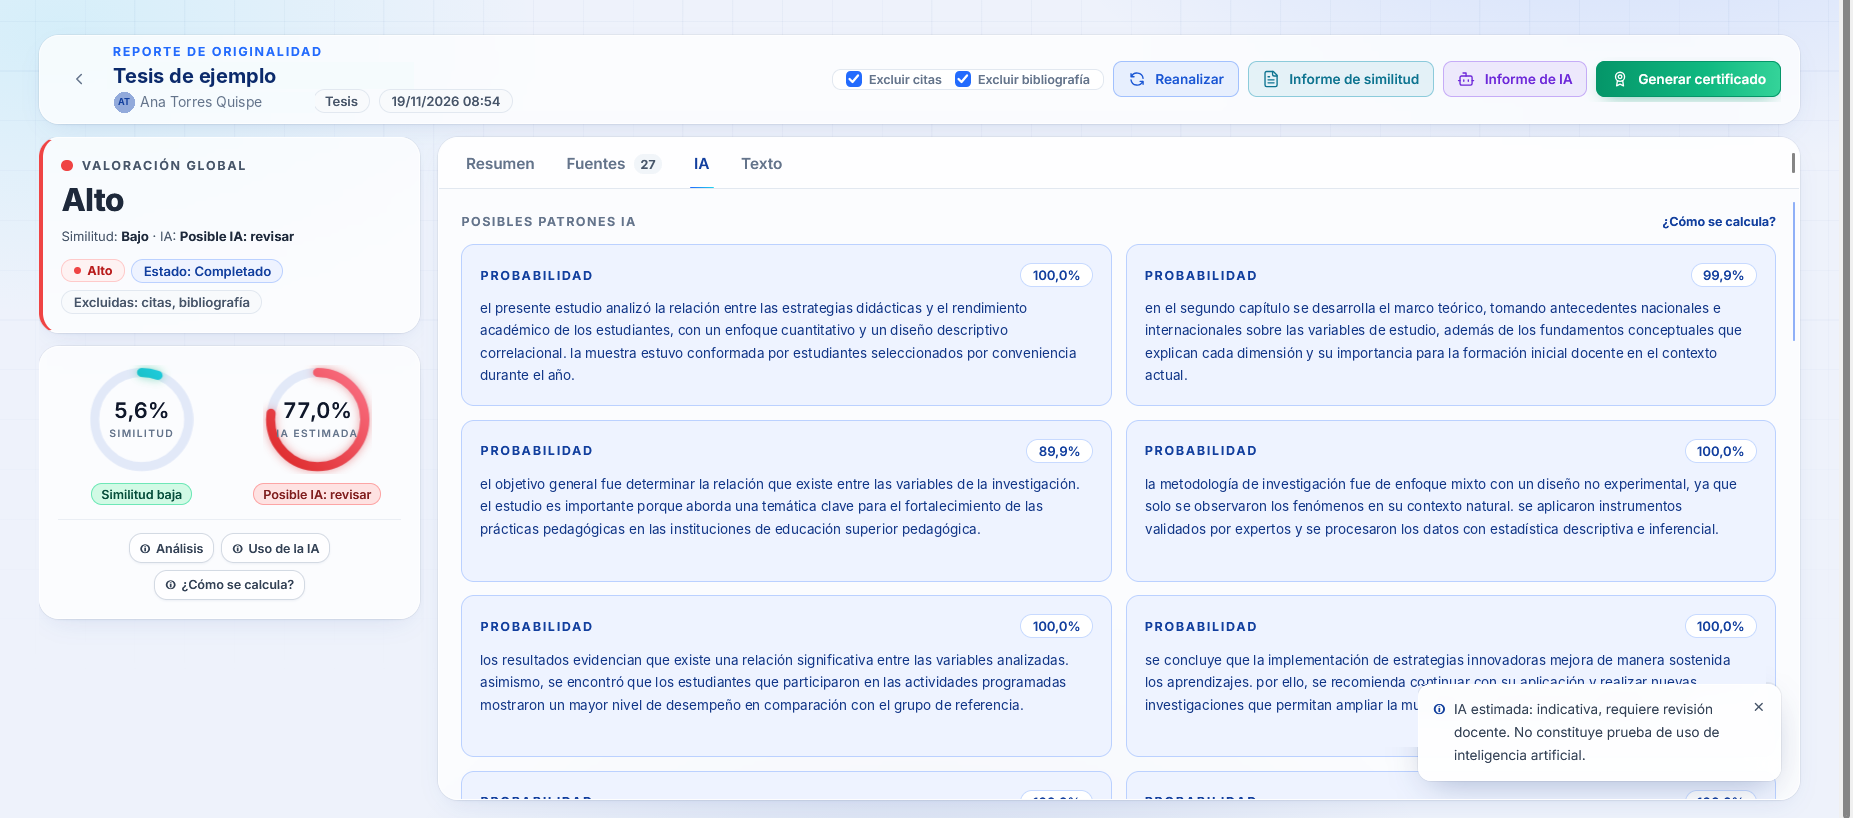 REPORTE DE ORIGINALIDAD
Tesis de ejemplo
AT Ana Torres Quispe
Tesis
19/11/2026 08:54
Excluir citas
Excluir bibliografía
Reanalizar
Informe de similitud
Informe de IA
Generar certificado
VALORACIÓN GLOBAL
Alto
Similitud: Bajo · IA: Posible IA: revisar
Alto
Estado: Completado
Excluidas: citas, bibliografía
5,6%
SIMILITUD
77,0%
IA ESTIMADA
Similitud baja
Posible IA: revisar
Análisis
Uso de la IA
¿Cómo se calcula?
Resumen
Fuentes 27
IA
Texto
POSIBLES PATRONES IA
¿Cómo se calcula?
PROBABILIDAD
100,0%
el presente estudio analizó la relación entre las estrategias didácticas y el rendimiento
académico de los estudiantes, con un enfoque cuantitativo y un diseño descriptivo
correlacional. la muestra estuvo conformada por estudiantes seleccionados por conveniencia
durante el año.
PROBABILIDAD
99,9%
en el segundo capítulo se desarrolla el marco teórico, tomando antecedentes nacionales e
internacionales sobre las variables de estudio, además de los fundamentos conceptuales que
explican cada dimensión y su importancia para la formación inicial docente en el contexto
actual.
PROBABILIDAD
89,9%
el objetivo general fue determinar la relación que existe entre las variables de la investigación.
el estudio es importante porque aborda una temática clave para el fortalecimiento de las
prácticas pedagógicas en las instituciones de educación superior pedagógica.
PROBABILIDAD
100,0%
la metodología de investigación fue de enfoque mixto con un diseño no experimental, ya que
solo se observaron los fenómenos en su contexto natural. se aplicaron instrumentos
validados por expertos y se procesaron los datos con estadística descriptiva e inferencial.
PROBABILIDAD
100,0%
los resultados evidencian que existe una relación significativa entre las variables analizadas.
asimismo, se encontró que los estudiantes que participaron en las actividades programadas
mostraron un mayor nivel de desempeño en comparación con el grupo de referencia.
PROBABILIDAD
100,0%
se concluye que la implementación de estrategias innovadoras mejora de manera sostenida
los aprendizajes. por ello, se recomienda continuar con su aplicación y realizar nuevas
investigaciones que permitan ampliar la
IA estimada: indicativa, requiere revisión
docente. No constituye prueba de uso de
inteligencia artificial.